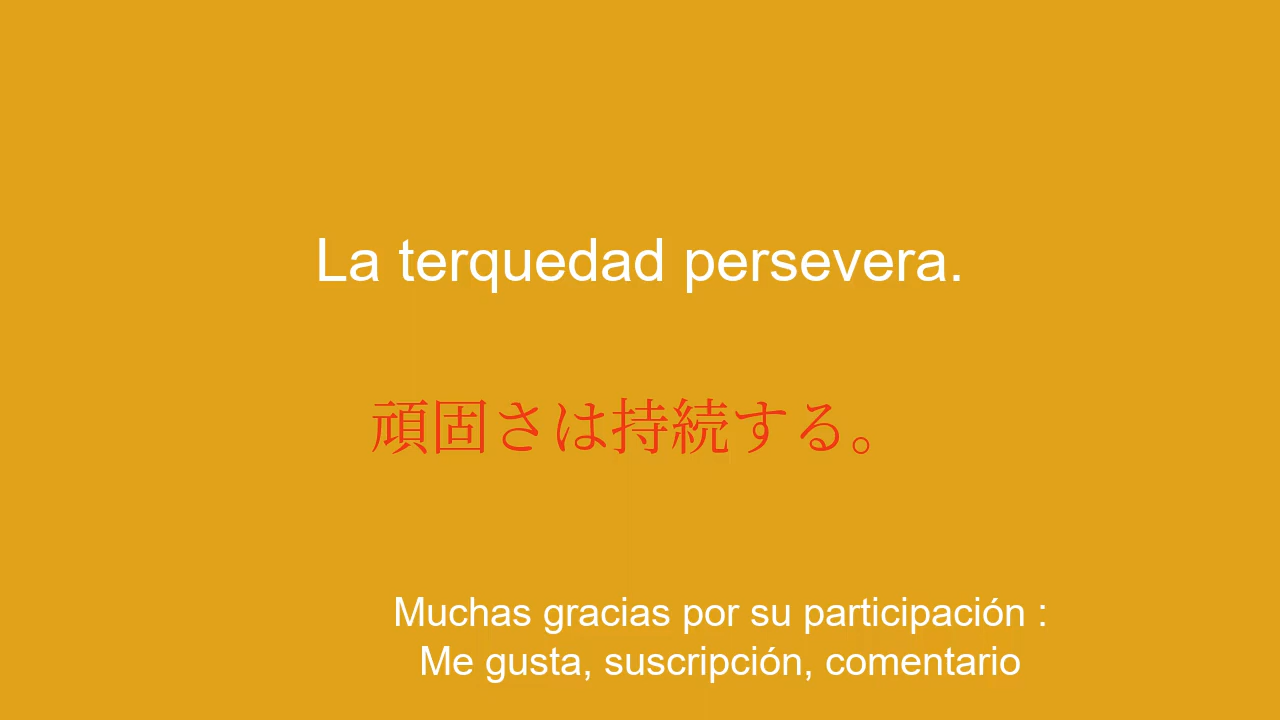 La terquedad persevera.
頑固さは持続する。
Muchas gracias por su participación :
Me gusta, suscripción, comentario